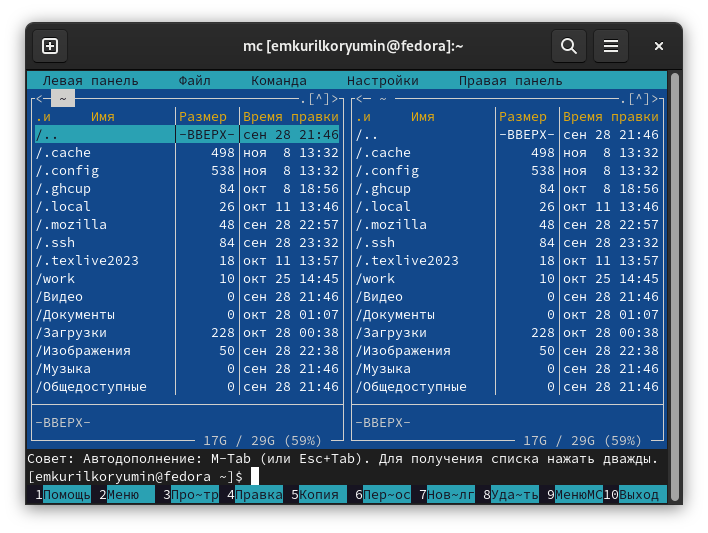 mc [emkurilkoryumin@fedora]:~
Левая панель Файл Команда Настройки Правая панель
<─ ~ .[^]> <─ ~ .[^]>
.и Имя Размер Время правки .и Имя Размер Время правки
/.. -ВВЕРХ- сен 28 21:46 /.. -ВВЕРХ- сен 28 21:46
/.cache 498 ноя 8 13:32 /.cache 498 ноя 8 13:32
/.config 538 ноя 8 13:32 /.config 538 ноя 8 13:32
/.ghcup 84 окт 8 18:56 /.ghcup 84 окт 8 18:56
/.local 26 окт 11 13:46 /.local 26 окт 11 13:46
/.mozilla 48 сен 28 22:57 /.mozilla 48 сен 28 22:57
/.ssh 84 сен 28 23:32 /.ssh 84 сен 28 23:32
/.texlive2023 18 окт 11 13:57 /.texlive2023 18 окт 11 13:57
/work 10 окт 25 14:45 /work 10 окт 25 14:45
/Видео 0 сен 28 21:46 /Видео 0 сен 28 21:46
/Документы 0 окт 28 01:07 /Документы 0 окт 28 01:07
/Загрузки 228 окт 28 00:38 /Загрузки 228 окт 28 00:38
/Изображения 50 сен 28 22:38 /Изображения 50 сен 28 22:38
/Музыка 0 сен 28 21:46 /Музыка 0 сен 28 21:46
/Общедоступные 0 сен 28 21:46 /Общедоступные 0 сен 28 21:46
-ВВЕРХ- -ВВЕРХ-
17G / 29G (59%) 17G / 29G (59%)
Совет: Автодополнение: M-Tab (или Esc+Tab). Для получения списка нажать дважды.
[emkurilkoryumin@fedora ~]$
1Помощь 2Меню 3Про~тр 4Правка 5Копия 6Пер~ос 7Нов~лг 8Уда~ть 9МенюMC 10Выход